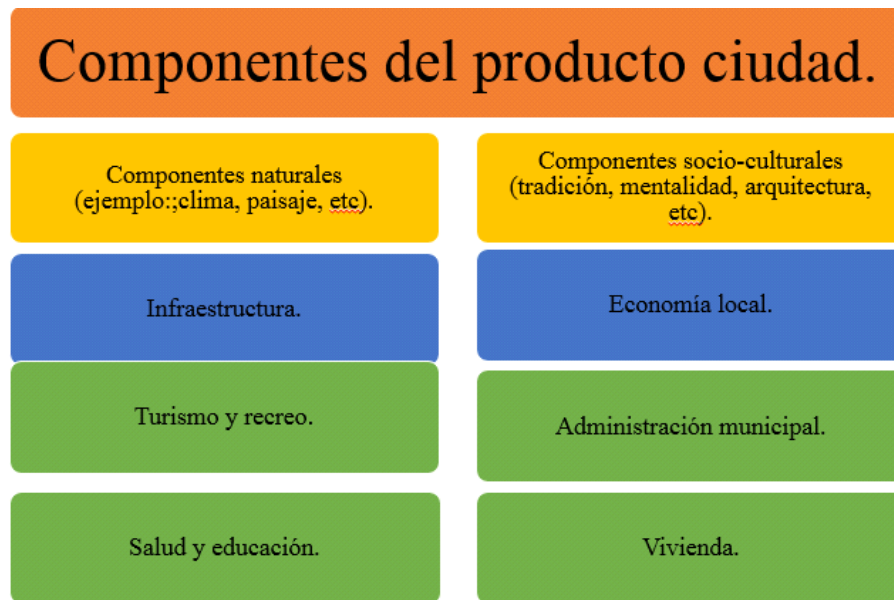 Componentes del producto ciudad.
Componentes naturales
(ejemplo:;clima, paisaje, etc).
Componentes socio-culturales
(tradición, mentalidad, arquitectura,
etc).
Infraestructura.
Economía local.
Turismo y recreo.
Administración municipal.
Salud y educación.
Vivienda.